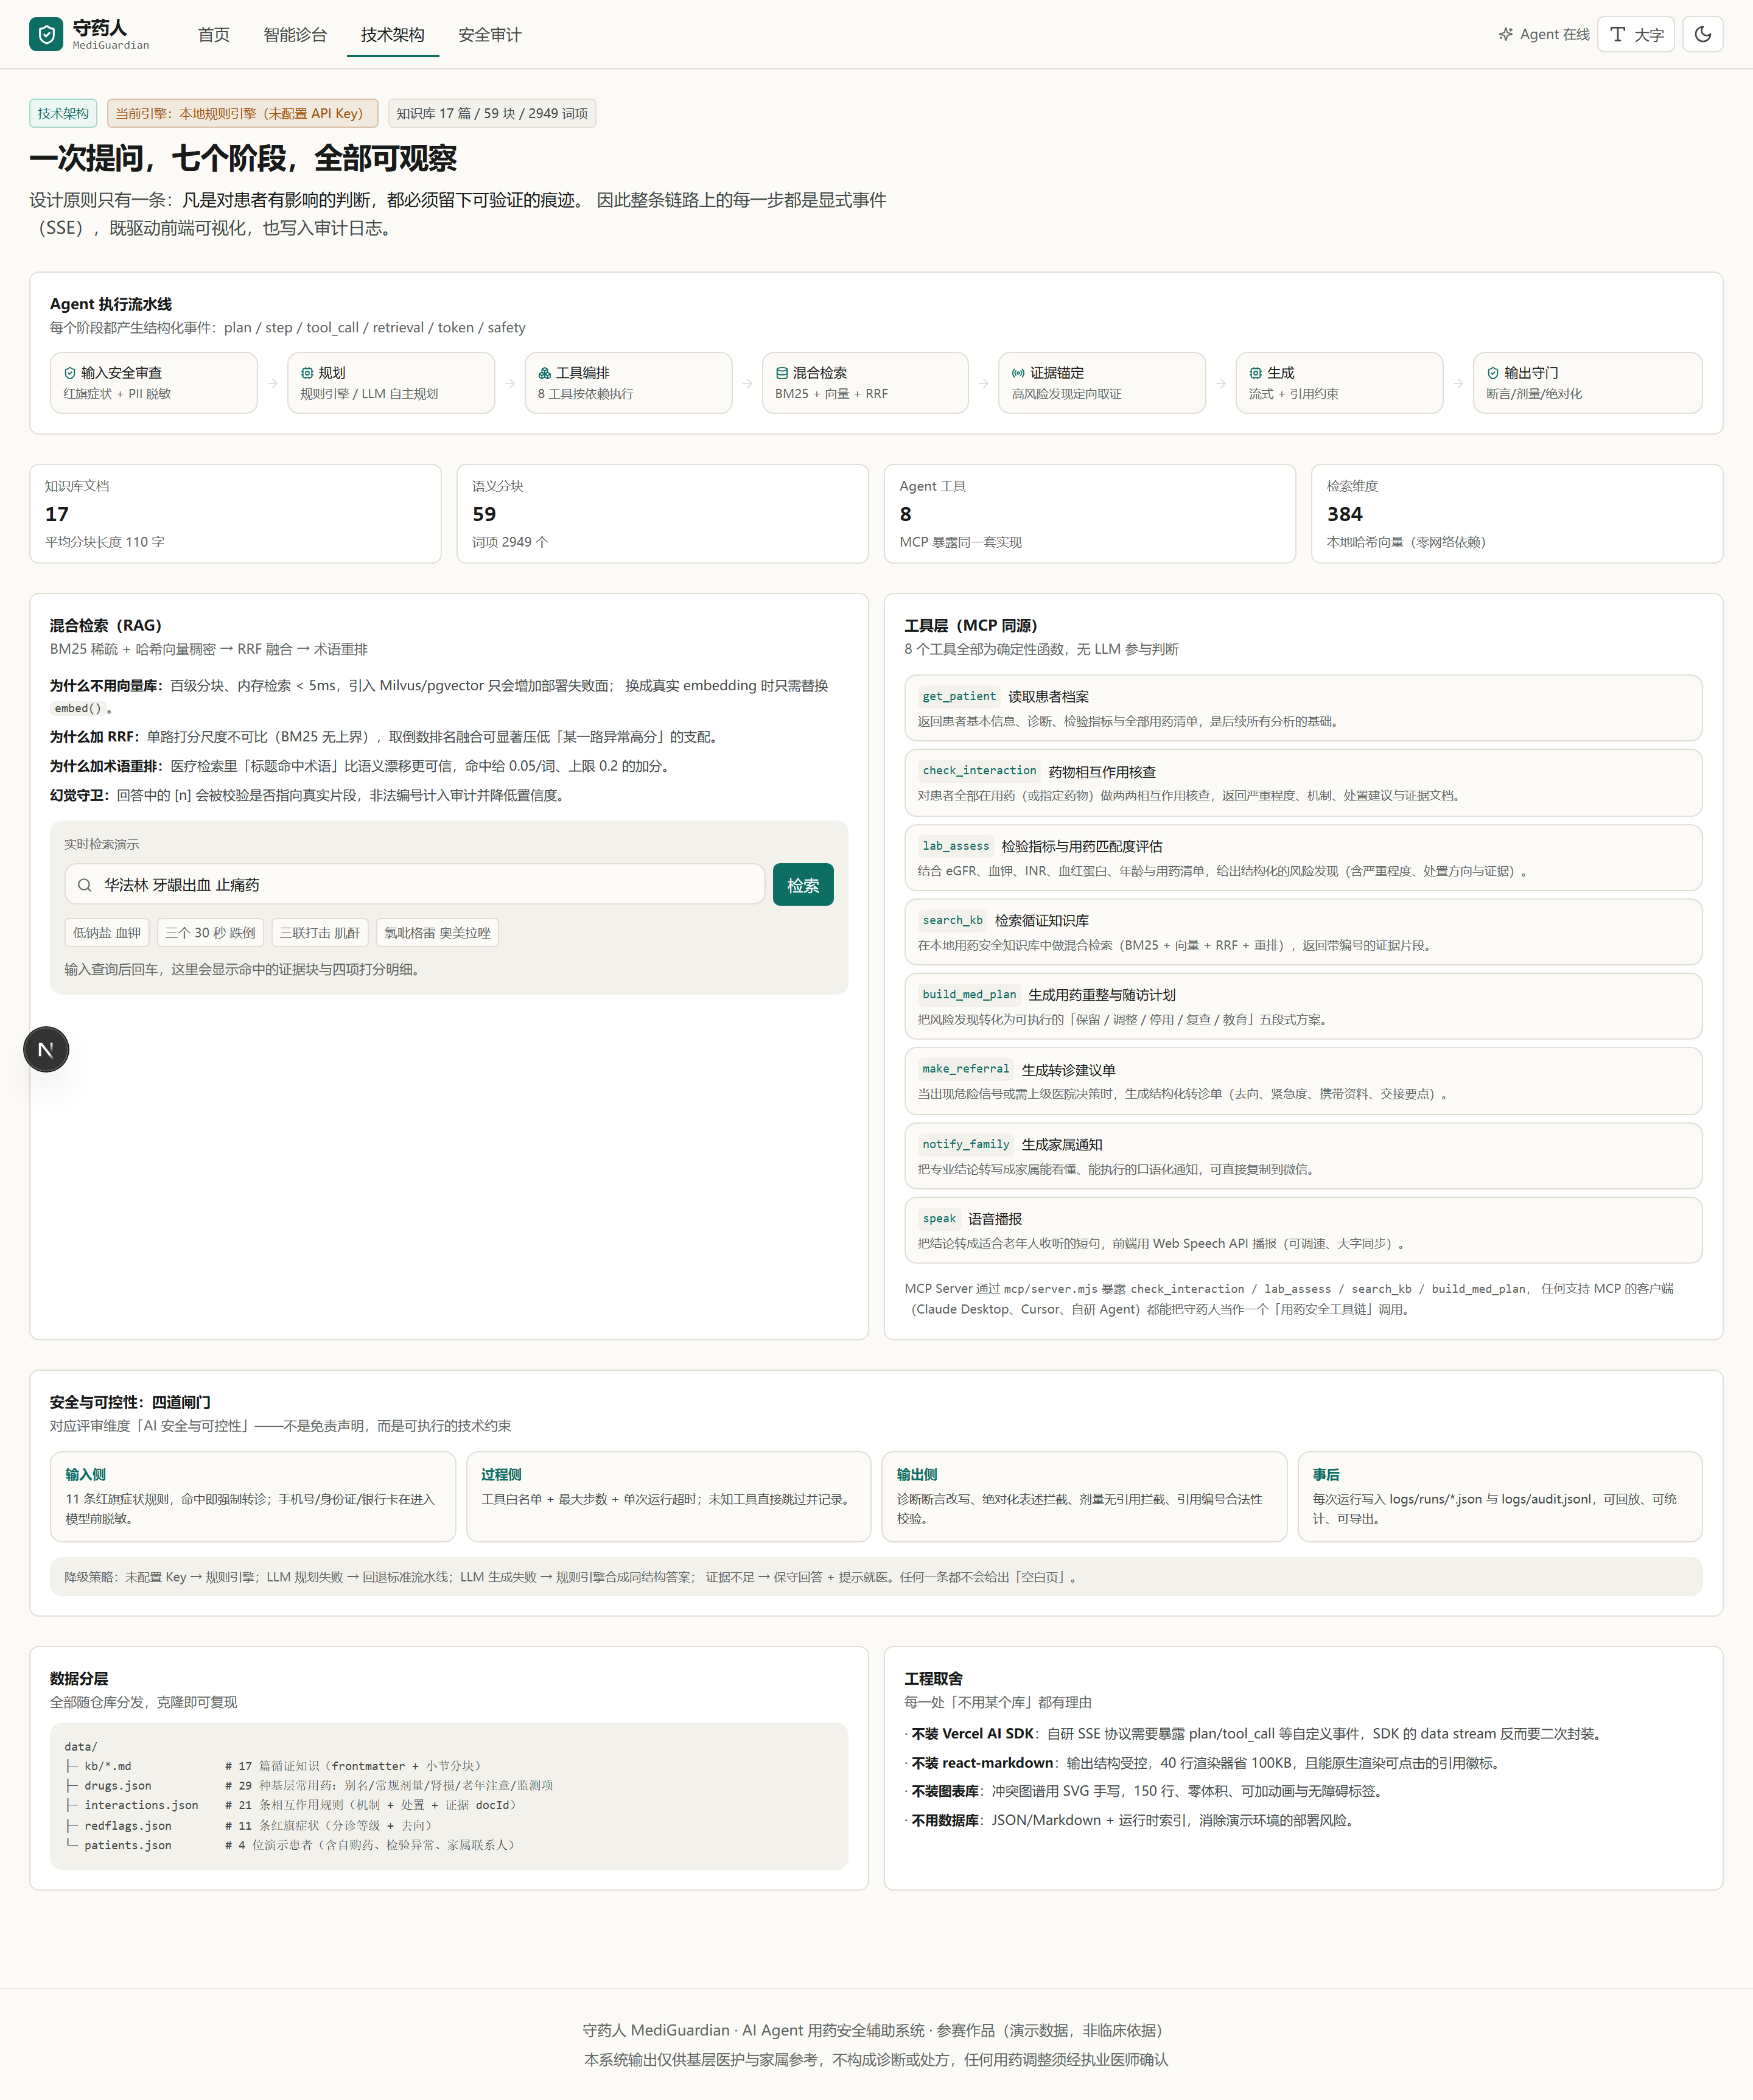 守药人
MediGuardian
首页
智能诊台
技术架构
安全审计
Agent 在线
大字
技术架构
当前引擎：本地规则引擎（未配置 API Key）
知识库 17 篇 / 59 块 / 2949 词项
一次提问，七个阶段，全部可观察
设计原则只有一条：凡是对患者有影响的判断，都必须留下可验证的痕迹。 因此整条链路上的每一步都是显式事件
（SSE），既驱动前端可视化，也写入审计日志。
Agent 执行流水线
每个阶段都产生结构化事件：plan / step / tool_call / retrieval / token / safety
输入安全审查
红旗症状 + PII 脱敏
规划
规则引擎 / LLM 自主规划
工具编排
8 工具按依赖执行
混合检索
BM25 + 向量 + RRF
证据锚定
高风险发现定向取证
生成
流式 + 引用约束
输出守门
断言/剂量/绝对化
知识库文档
17
平均分块长度 110 字
语义分块
59
词项 2949 个
Agent 工具
8
MCP 暴露同一套实现
检索维度
384
本地哈希向量（零网络依赖）
混合检索（RAG）
BM25 稀疏 + 哈希向量稠密 → RRF 融合 → 术语重排
为什么不用向量库：百级分块、内存检索 < 5ms，引入 Milvus/pgvector 只会增加部署失败面； 换成真实 embedding 时只需替换
embed() 。
为什么加 RRF：单路打分尺度不可比（BM25 无上界），取倒数排名融合可显著压低「某一路异常高分」的支配。
为什么加术语重排：医疗检索里「标题命中术语」比语义漂移更可信，命中给 0.05/词、上限 0.2 的加分。
幻觉守卫：回答中的 [n] 会被校验是否指向真实片段，非法编号计入审计并降低置信度。
实时检索演示
华法林 牙龈出血 止痛药
检索
低钠盐 血钾
三个 30 秒 跌倒
三联打击 肌酐
氯吡格雷 奥美拉唑
输入查询后回车，这里会显示命中的证据块与四项打分明细。
N
工具层（MCP 同源）
8 个工具全部为确定性函数，无 LLM 参与判断
get_patient 读取患者档案
返回患者基本信息、诊断、检验指标与全部用药清单，是后续所有分析的基础。
check_interaction 药物相互作用核查
对患者全部在用药（或指定药物）做两两相互作用核查，返回严重程度、机制、处置建议与证据文档。
lab_assess 检验指标与用药匹配度评估
结合 eGFR、血钾、INR、血红蛋白、年龄与用药清单，给出结构化的风险发现（含严重程度、处置方向与证据）。
search_kb 检索循证知识库
在本地用药安全知识库中做混合检索（BM25 + 向量 + RRF + 重排），返回带编号的证据片段。
build_med_plan 生成用药重整与随访计划
把风险发现转化为可执行的「保留 / 调整 / 停用 / 复查 / 教育」五段式方案。
make_referral 生成转诊建议单
当出现危险信号或需上级医院决策时，生成结构化转诊单（去向、紧急度、携带资料、交接要点）。
notify_family 生成家属通知
把专业结论转写成家属能看懂、能执行的口语化通知，可直接复制到微信。
speak 语音播报
把结论转成适合老年人收听的短句，前端用 Web Speech API 播报（可调速、大字同步）。
MCP Server 通过 mcp/server.mjs 暴露 check_interaction / lab_assess / search_kb / build_med_plan， 任何支持 MCP 的客户端
（Claude Desktop、Cursor、自研 Agent）都能把守药人当作一个「用药安全工具链」调用。
安全与可控性：四道闸门
对应评审维度「AI 安全与可控性」——不是免责声明，而是可执行的技术约束
输入侧
11 条红旗症状规则，命中即强制转诊；手机号/身份证/银行卡在进入
模型前脱敏。
过程侧
工具白名单 + 最大步数 + 单次运行超时；未知工具直接跳过并记录。
输出侧
诊断断言改写、绝对化表述拦截、剂量无引用拦截、引用编号合法性
校验。
事后
每次运行写入 logs/runs/*.json 与 logs/audit.jsonl，可回放、可统
计、可导出。
降级策略：未配置 Key → 规则引擎；LLM 规划失败 → 回退标准流水线；LLM 生成失败 → 规则引擎合成同结构答案； 证据不足 → 保守回答 + 提示就医。任何一条都不会给出「空白页」。
数据分层
全部随仓库分发，克隆即可复现
data/
├─ kb/*.md # 17 篇循证知识（frontmatter + 小节分块）
├─ drugs.json # 29 种基层常用药：别名/常规剂量/肾损/老年注意/监测项
├─ interactions.json # 21 条相互作用规则（机制 + 处置 + 证据 docId）
├─ redflags.json # 11 条红旗症状（分诊等级 + 去向）
└─ patients.json # 4 位演示患者（含自购药、检验异常、家属联系人）
工程取舍
每一处「不用某个库」都有理由
· 不装 Vercel AI SDK：自研 SSE 协议需要暴露 plan/tool_call 等自定义事件，SDK 的 data stream 反而要二次封装。
· 不装 react-markdown：输出结构受控，40 行渲染器省 100KB，且能原生渲染可点击的引用徽标。
· 不装图表库：冲突图谱用 SVG 手写，150 行、零体积、可加动画与无障碍标签。
· 不用数据库：JSON/Markdown + 运行时索引，消除演示环境的部署风险。
守药人 MediGuardian · AI Agent 用药安全辅助系统 · 参赛作品（演示数据，非临床依据）
本系统输出仅供基层医护与家属参考，不构成诊断或处方，任何用药调整须经执业医师确认